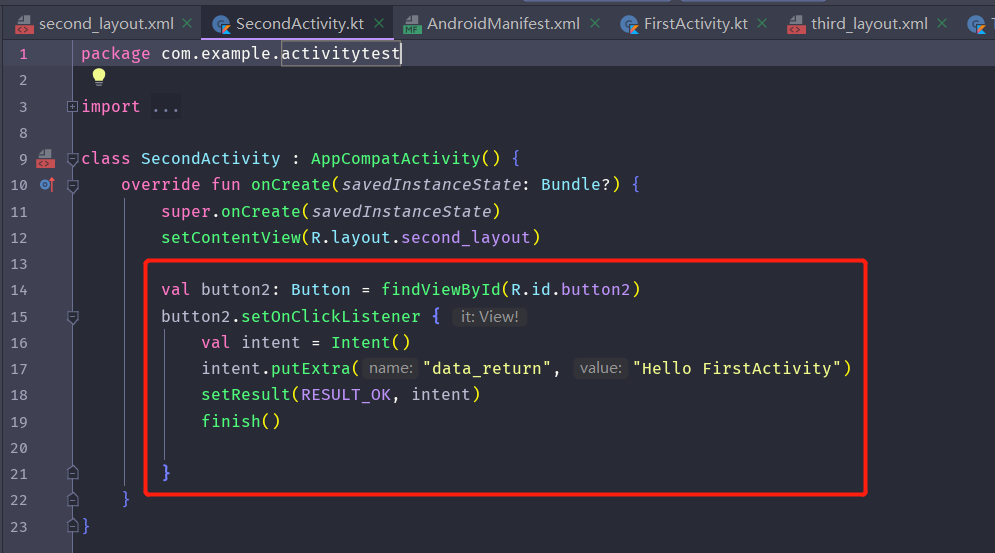 second_layout.xml SecondActivity.kt MF AndroidManifest.xml FirstActivity.kt third_layout.xml
1 package com.example.activitytest
2
3 import ...
8
9 class SecondActivity : AppCompatActivity() {
10 override fun onCreate(savedInstanceState: Bundle?) {
11 super.onCreate(savedInstanceState)
12 setContentView(R.layout.second_layout)
13
14 val button2: Button = findViewById(R.id.button2)
15 button2.setOnClickListener { it: View!
16 val intent = Intent()
17 intent.putExtra( name: "data_return", value: "Hello FirstActivity")
18 setResult(RESULT_OK, intent)
19 finish()
20
21 }
22 }
23 }